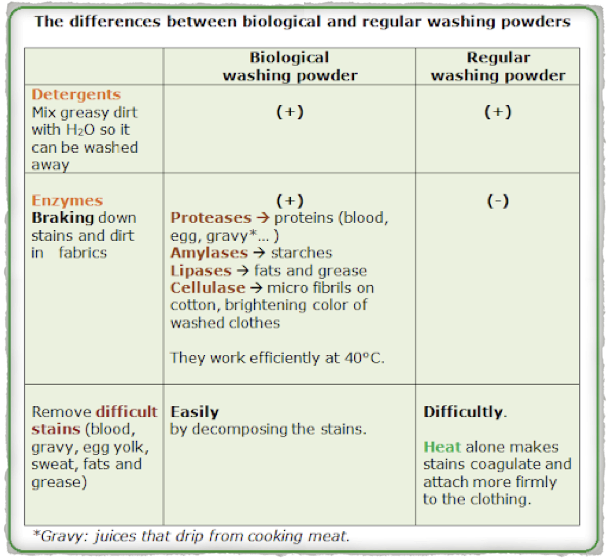 The differences between biological and regular washing powders
Biological
washing powder
Regular
washing powder
Detergents
Mix greasy dirt
with H₂O so it
can be washed
away
(+)
(+)
Enzymes
Braking down
stains and dirt
in fabrics
(+)
Proteases → proteins (blood,
egg, gravy*... )
Amylases → starches
Lipases → fats and grease
Cellulase → micro fibrils on
cotton, brightening color of
washed clothes
They work efficiently at 40°C.
(-)
Remove difficult
stains (blood,
gravy, egg yolk,
sweat, fats and
grease)
Easily
by decomposing the stains.
Difficultly.
Heat alone makes
stains coagulate and
attach more firmly
to the clothing.
*Gravy: juices that drip from cooking meat.